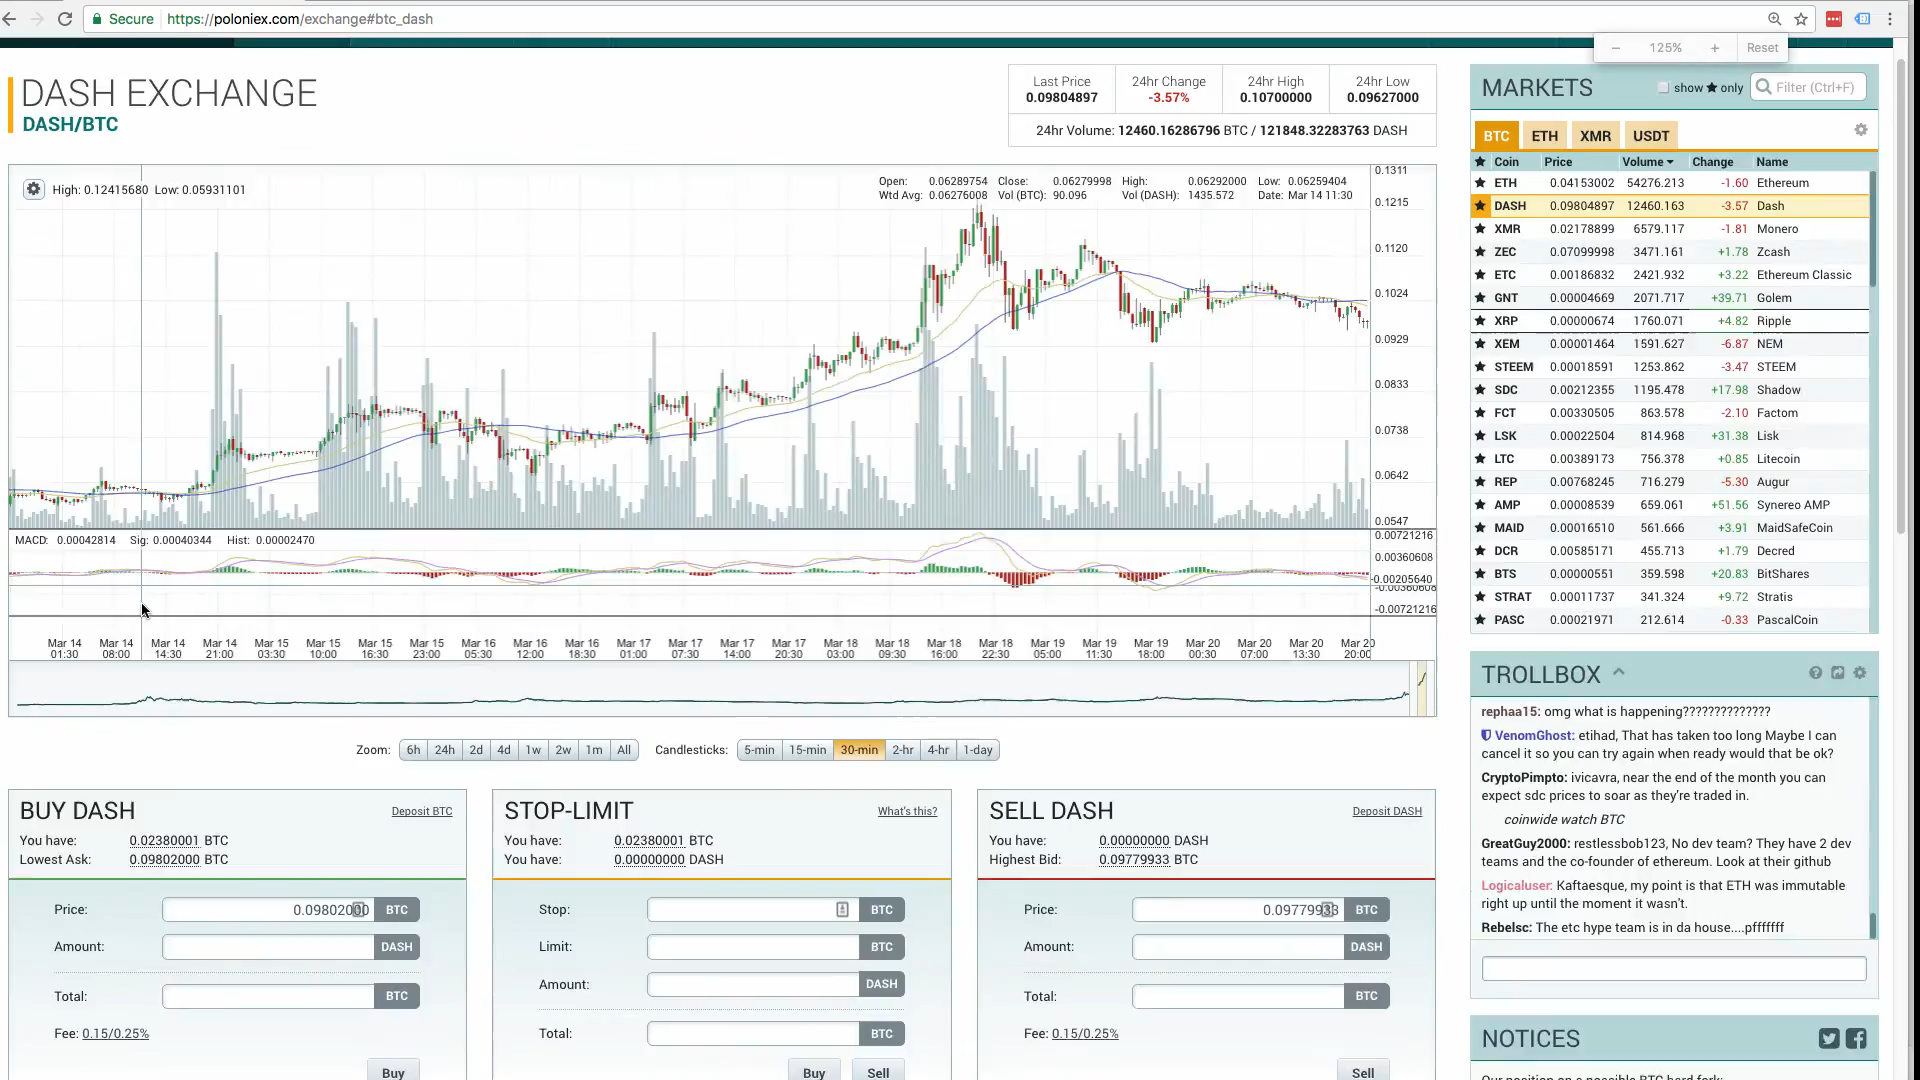 Secure https://poloniex.com/exchange#btc_dash
125% Reset
DASH EXCHANGE
DASH/BTC
Last Price 24hr Change 24hr High 24hr Low
0.09804897 -3.57% 0.10700000 0.09627000
24hr Volume: 12460.16286796 BTC / 121848.32283763 DASH
High: 0.12415680 Low: 0.05931101
Open: 0.06289754 Close: 0.06279998 High: 0.06292000 Low: 0.06259404
Wtd Avg: 0.06276008 Vol (BTC): 90.096 Vol (DASH): 1435.572 Date: Mar 14 11:30
0.1311
0.1215
0.1120
0.1024
0.0929
0.0833
0.0738
0.0642
0.0547
MACD: 0.00042814 Sig: 0.00040344 Hist: 0.00002470
0.00721216
0.00360608
-0.00205640
-0.00360608
-0.00721216
Mar 14 Mar 14 Mar 14 Mar 14 Mar 15 Mar 15 Mar 15 Mar 15 Mar 16 Mar 16 Mar 16 Mar 17 Mar 17 Mar 17 Mar 17 Mar 18 Mar 18 Mar 18 Mar 18 Mar 19 Mar 19 Mar 19 Mar 20 Mar 20 Mar 20 Mar 20
01:30 08:00 14:30 21:00 03:30 10:00 16:30 23:00 05:30 12:00 18:30 01:00 07:30 14:00 20:30 03:00 09:30 16:00 22:30 05:00 11:30 18:00 00:30 07:00 13:30 20:00
Zoom: 6h 24h 2d 4d 1w 2w 1m All Candlesticks: 5-min 15-min 30-min 2-hr 4-hr 1-day
BUY DASH Deposit BTC
You have: 0.02380001 BTC
Lowest Ask: 0.09802000 BTC
Price: 0.09802000 BTC
Amount: DASH
Total: BTC
Fee: 0.15/0.25%
Buy
STOP-LIMIT What's this?
You have: 0.02380001 BTC
You have: 0.00000000 DASH
Stop: BTC
Limit: BTC
Amount: DASH
Total: BTC
Buy Sell
SELL DASH Deposit DASH
You have: 0.00000000 DASH
Highest Bid: 0.09779933 BTC
Price: 0.09779933 BTC
Amount: DASH
Total: BTC
Fee: 0.15/0.25%
Sell
MARKETS show ★ only Filter (Ctrl+F)
BTC ETH XMR USDT
★ Coin Price Volume Change Name
★ ETH 0.04153002 54276.213 -1.60 Ethereum
★ DASH 0.09804897 12460.163 -3.57 Dash
★ XMR 0.02178899 6579.117 -1.81 Monero
★ ZEC 0.07099998 3471.161 +1.78 Zcash
★ ETC 0.00186832 2421.932 +3.22 Ethereum Classic
★ GNT 0.00004669 2071.717 +39.71 Golem
★ XRP 0.00000674 1760.071 +4.82 Ripple
★ XEM 0.00001464 1591.627 -6.87 NEM
★ STEEM 0.00018591 1253.862 -3.47 STEEM
★ SDC 0.00212355 1195.478 +17.98 Shadow
★ FCT 0.00330505 863.578 -2.10 Factom
★ LSK 0.00022504 814.968 +31.38 Lisk
★ LTC 0.00389173 756.378 +0.85 Litecoin
★ REP 0.00768245 716.279 -5.30 Augur
★ AMP 0.00008539 659.061 +51.56 Synereo AMP
★ MAID 0.00016510 561.666 +3.91 MaidSafeCoin
★ DCR 0.00585171 455.713 +1.79 Decred
★ BTS 0.00000551 359.598 +20.83 BitShares
★ STRAT 0.00011737 341.324 +9.72 Stratis
★ PASC 0.00021971 212.614 -0.33 PascalCoin
TROLLBOX
rephaa15: omg what is happening??????????????
VenomGhost: etihad, That has taken too long Maybe I can
cancel it so you can try again when ready would that be ok?
CryptoPimpto: ivicavra, near the end of the month you can
expect sdc prices to soar as they're traded in.
coinwide watch BTC
GreatGuy2000: restlessbob123, No dev team? They have 2 dev
teams and the co-founder of ethereum. Look at their github
Logicaluser: Kaftaesque, my point is that ETH was immutable
right up until the moment it wasn't.
Rebelsc: The etc hype team is in da house....pfffffff
NOTICES
Our position on a possible BTC hard fork: